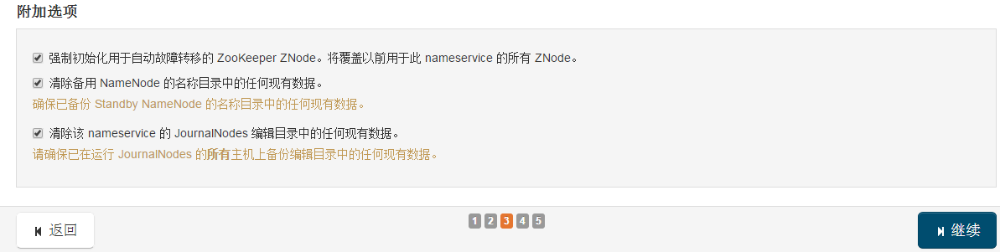 附加选项
强制初始化用于自动故障转移的 ZooKeeper ZNode。将覆盖以前用于此 nameservice 的所有 ZNode。
清除备用 NameNode 的名称目录中的任何现有数据。
确保已备份 Standby NameNode 的名称目录中的任何现有数据。
清除该 nameservice 的 JournalNodes 编辑目录中的任何现有数据。
请确保已在运行 JournalNodes 的所有主机上备份编辑目录中的任何现有数据。
返回 1 2 3 4 5 继续